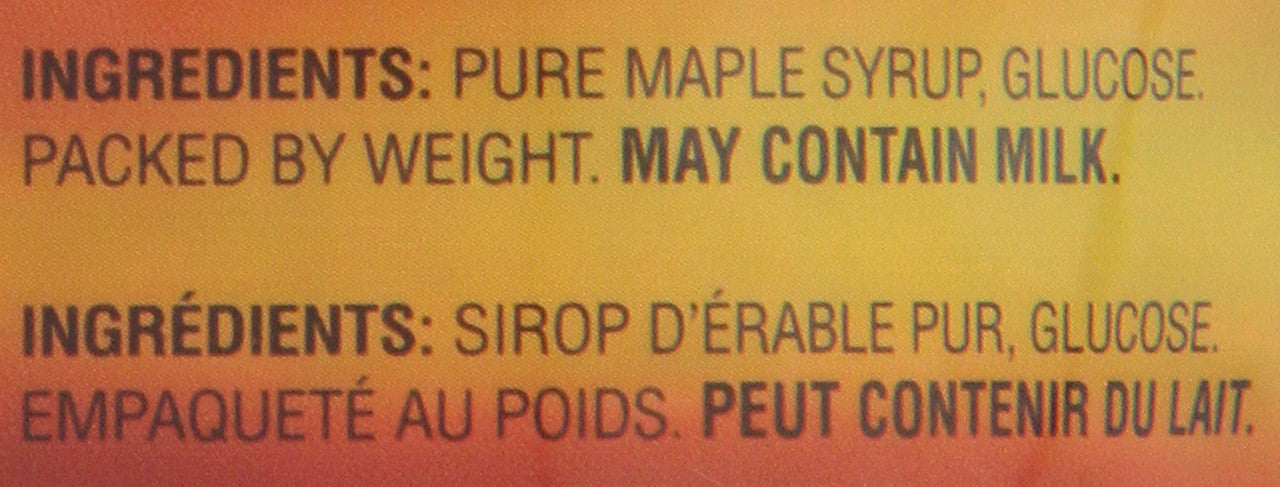 INGREDIENTS: PURE MAPLE SYRUP, GLUCOSE.
PACKED BY WEIGHT. MAY CONTAIN MILK.
INGRÉDIENTS: SIROP D'ÉRABLE PUR, GLUCOSE.
EMPAQUETÉ AU POIDS. PEUT CONTENIR DU LAIT.